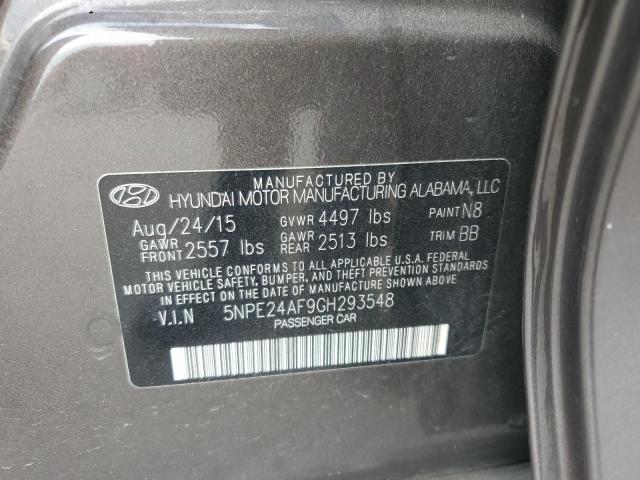 MANUFACTURED BY
HYUNDAI MOTOR MANUFACTURING ALABAMA, LLC
Aug/24/15 GVWR 4497 lbs PAINT N8
GAWR FRONT 2557 lbs GAWR REAR 2513 lbs TRIM BB
THIS VEHICLE CONFORMS TO ALL APPLICABLE U.S.A. FEDERAL
MOTOR VEHICLE SAFETY, BUMPER, AND THEFT PREVENTION STANDARDS
IN EFFECT ON THE DATE OF MANUFACTURE SHOWN ABOVE.
V.I.N 5NPE24AF9GH293548
PASSENGER CAR